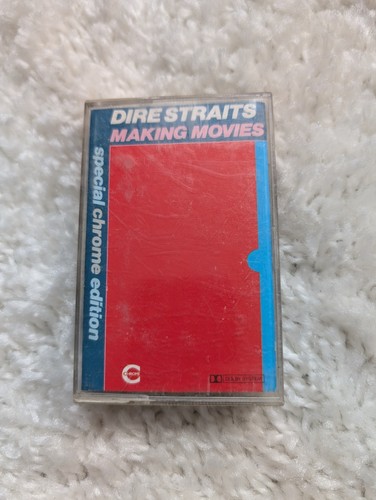 DIRE STRAITS
MAKING MOVIES
special chrome edition